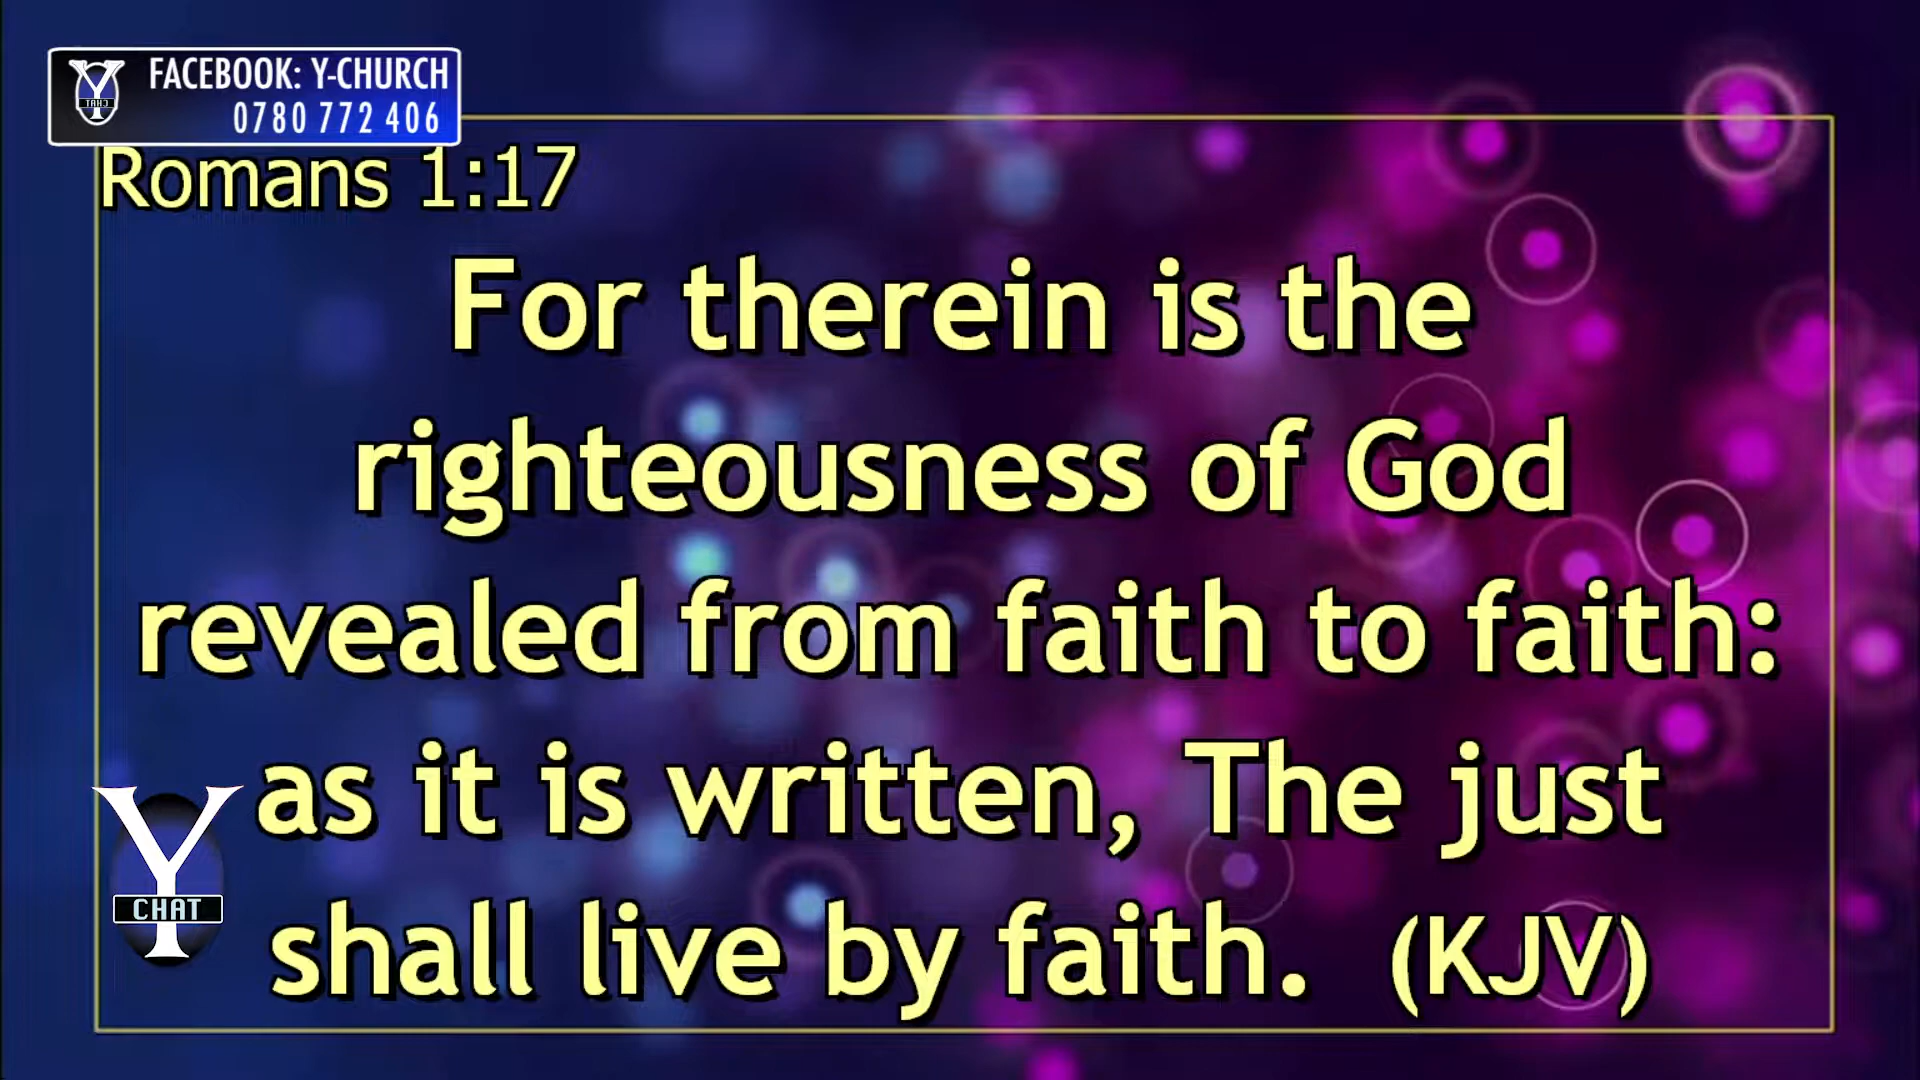 FACEBOOK: Y-CHURCH
0780 772 406
Romans 1:17
For therein is the
righteousness of God
revealed from faith to faith:
as it is written, The just
shall live by faith. (KJV)
Y
CHAT